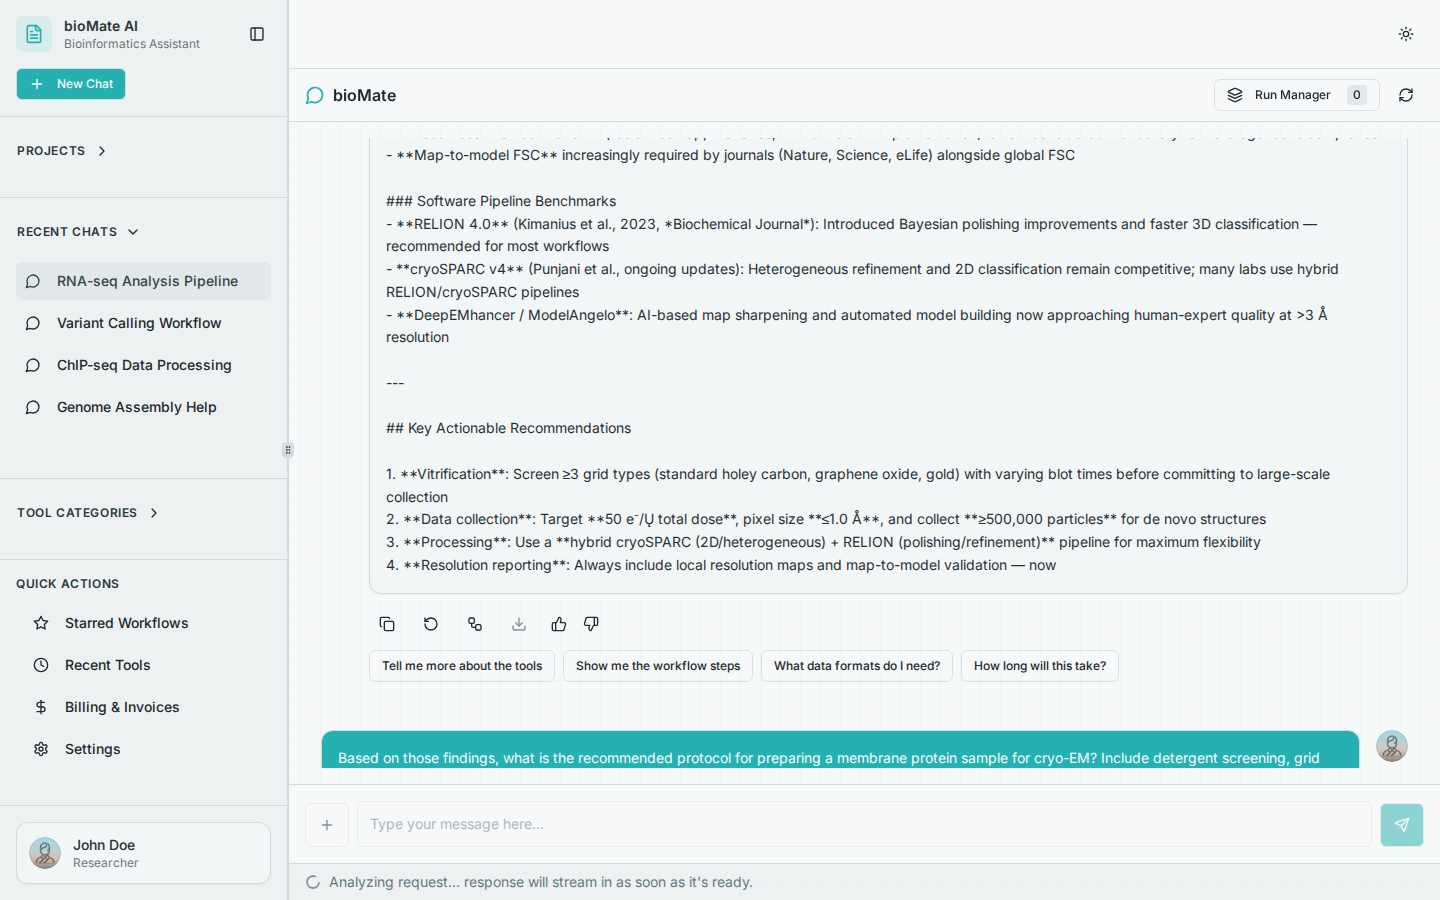 bioMate AI
Bioinformatics Assistant
New Chat
PROJECTS
RECENT CHATS
RNA-seq Analysis Pipeline
Variant Calling Workflow
ChIP-seq Data Processing
Genome Assembly Help
TOOL CATEGORIES
QUICK ACTIONS
Starred Workflows
Recent Tools
Billing & Invoices
Settings
John Doe
Researcher
bioMate
Run Manager 0
- **Map-to-model FSC** increasingly required by journals (Nature, Science, eLife) alongside global FSC
### Software Pipeline Benchmarks
- **RELION 4.0** (Kimanius et al., 2023, *Biochemical Journal*): Introduced Bayesian polishing improvements and faster 3D classification —
recommended for most workflows
- **cryoSPARC v4** (Punjani et al., ongoing updates): Heterogeneous refinement and 2D classification remain competitive; many labs use hybrid
RELION/cryoSPARC pipelines
- **DeepEMhancer / ModelAngelo**: AI-based map sharpening and automated model building now approaching human-expert quality at >3 Å
resolution
---
## Key Actionable Recommendations
1. **Vitrification**: Screen ≥3 grid types (standard holey carbon, graphene oxide, gold) with varying blot times before committing to large-scale
collection
2. **Data collection**: Target **50 e⁻/Ų total dose**, pixel size **≤1.0 Å**, and collect **≥500,000 particles** for de novo structures
3. **Processing**: Use a **hybrid cryoSPARC (2D/heterogeneous) + RELION (polishing/refinement)** pipeline for maximum flexibility
4. **Resolution reporting**: Always include local resolution maps and map-to-model validation — now
Tell me more about the tools
Show me the workflow steps
What data formats do I need?
How long will this take?
Based on those findings, what is the recommended protocol for preparing a membrane protein sample for cryo-EM? Include detergent screening, grid
Type your message here...
Analyzing request... response will stream in as soon as it's ready.